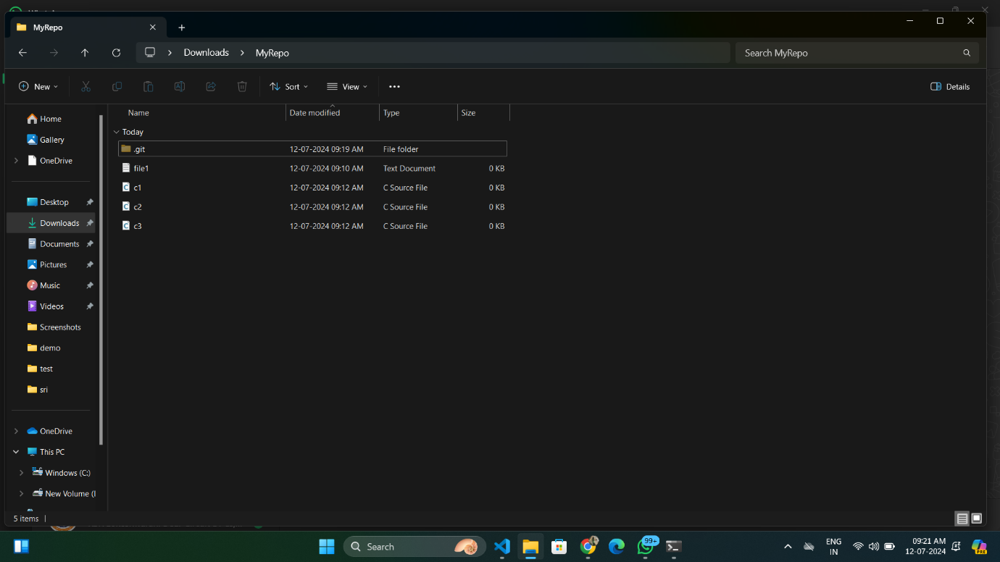 MyRepo
Downloads > MyRepo
Search MyRepo
New
Sort
View
Details
Name Date modified Type Size
Today
.git 12-07-2024 09:19 AM File folder
file1 12-07-2024 09:10 AM Text Document 0 KB
c1 12-07-2024 09:12 AM C Source File 0 KB
c2 12-07-2024 09:12 AM C Source File 0 KB
c3 12-07-2024 09:12 AM C Source File 0 KB
Home
Gallery
OneDrive
Desktop
Downloads
Documents
Pictures
Music
Videos
Screenshots
demo
test
sri
OneDrive
This PC
Windows (C:)
New Volume (
5 items
Search
99+
ENG
IN
09:21 AM
12-07-2024
PRE